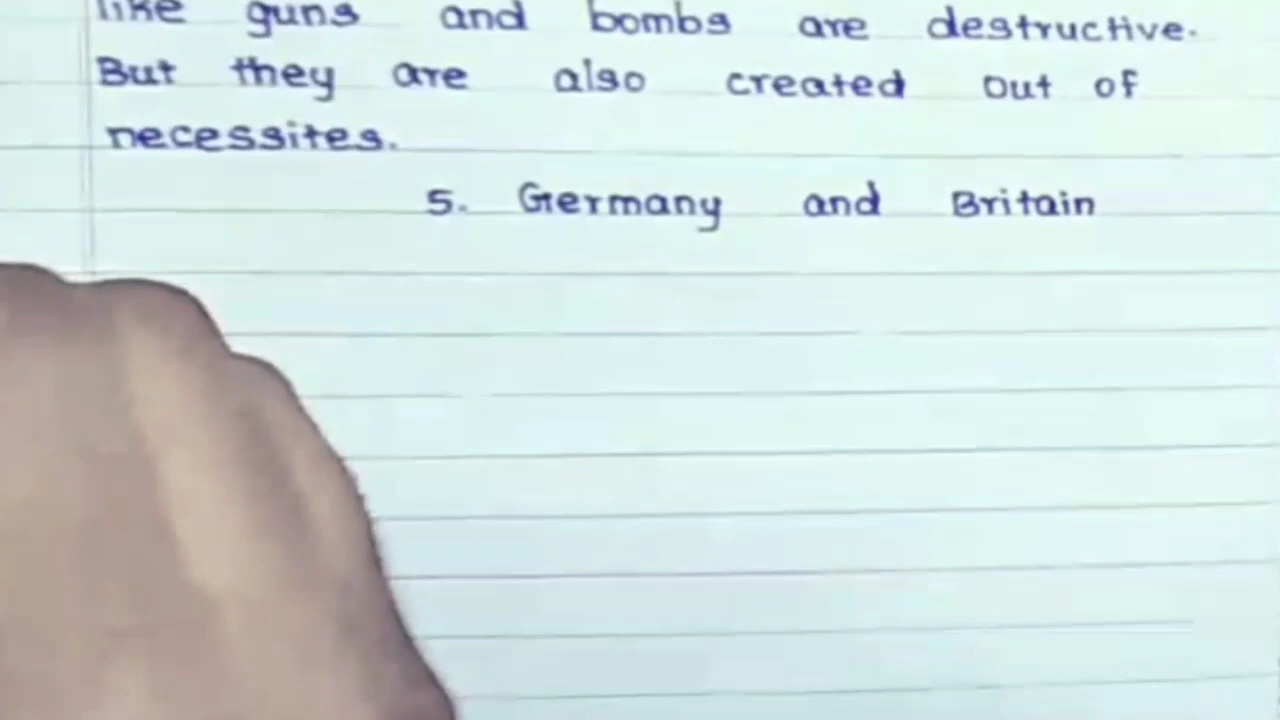 like guns and bombs are destructive.
But they are also created out of
necessites.
5. Germany and Britain